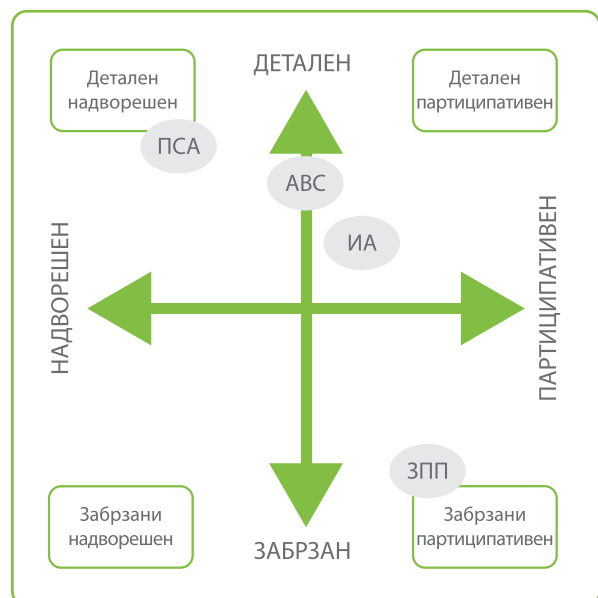 ДЕТАЛЕН
Детален
надворешен
Детален
партиципативен
ПСА
АВС
ИА
НАДВОРЕШЕН
ПАРТИЦИПАТИВЕН
ЗПП
Забрзани
надворешен
ЗАБРЗАН
Забрзани
партиципативен